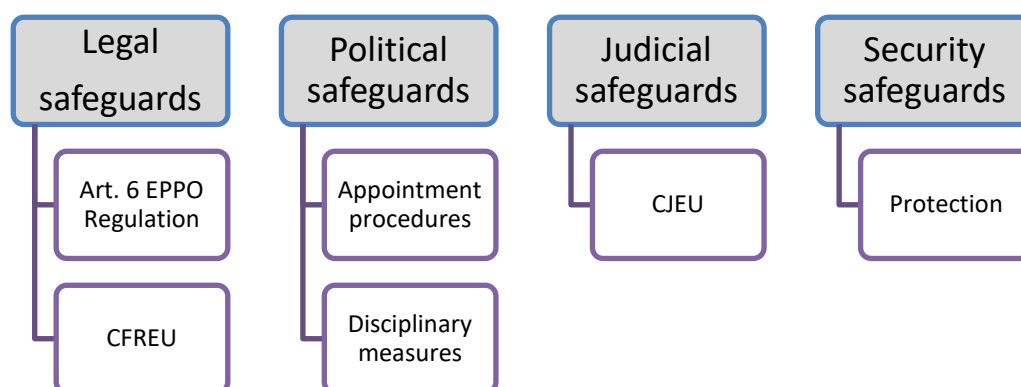 Legal
safeguards
Art. 6 EPPO
Regulation
CFREU
Political
safeguards
Appointment
procedures
Disciplinary
measures
Judicial
safeguards
CJEU
Security
safeguards
Protection